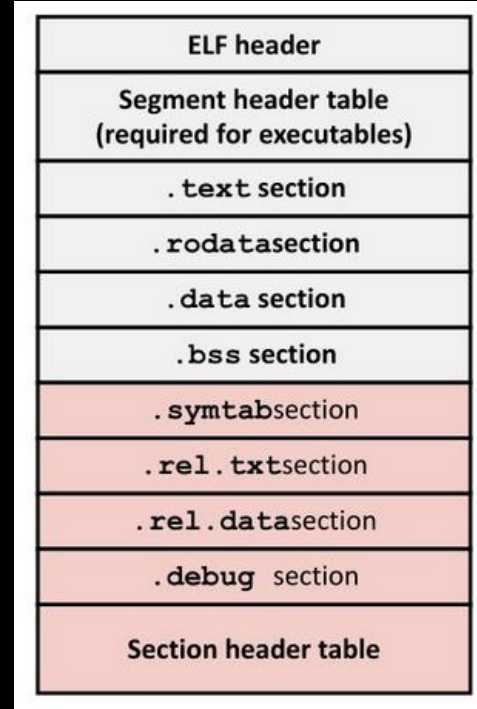 ELF header
Segment header table
(required for executables)
.text section
.rodatasection
.data section
.bss section
.symtabsection
.rel.txtsection
.rel.datasection
.debug section
Section header table